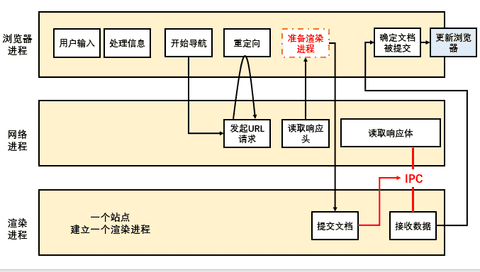 浏览器
进程
用户输入
处理信息
开始导航
重定向
准备渲染
进程
确定文档
被提交
更新浏览
器
网络
进程
发起URL
请求
读取响应
头
读取响应体
IPC
渲染
进程
一个站点
建立一个渲染进程
提交文档
接收数据